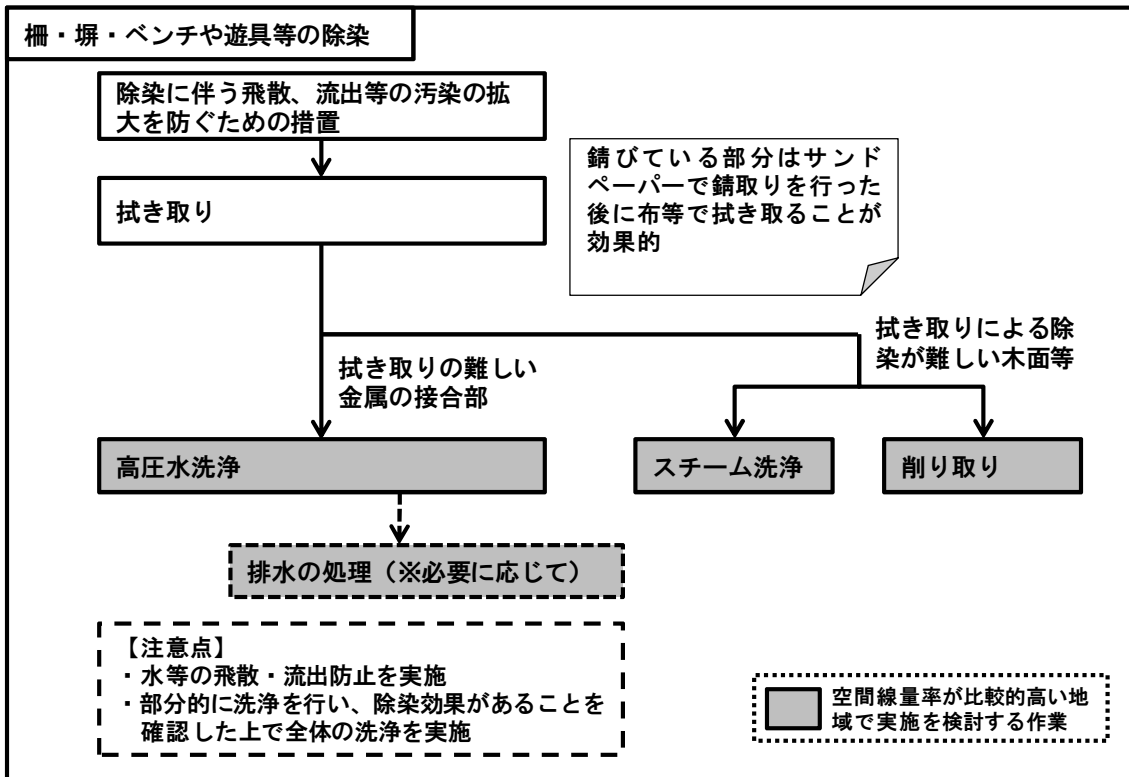 柵・塀・ベンチや遊具等の除染
除染に伴う飛散、流出等の汚染の拡
大を防ぐための措置
錆びている部分はサンド
ペーパーで錆取りを行った
後に布等で拭き取ることが
効果的
拭き取り
拭き取りによる除
染が難しい木面等
拭き取りの難しい
金属の接合部
高圧水洗浄
スチーム洗浄
削り取り
排水の処理（※必要に応じて）
【注意点】
・水等の飛散・流出防止を実施
・部分的に洗浄を行い、除染効果があることを
確認した上で全体の洗浄を実施
空間線量率が比較的高い地
域で実施を検討する作業